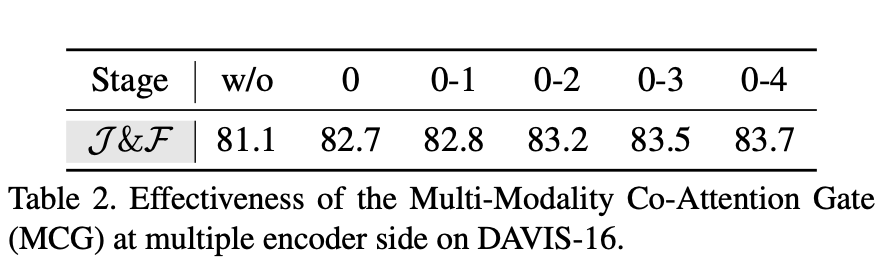 Stage w/o 0 0-1 0-2 0-3 0-4
𝒥&ℱ 81.1 82.7 82.8 83.2 83.5 83.7
Table 2. Effectiveness of the Multi-Modality Co-Attention Gate
(MCG) at multiple encoder side on DAVIS-16.